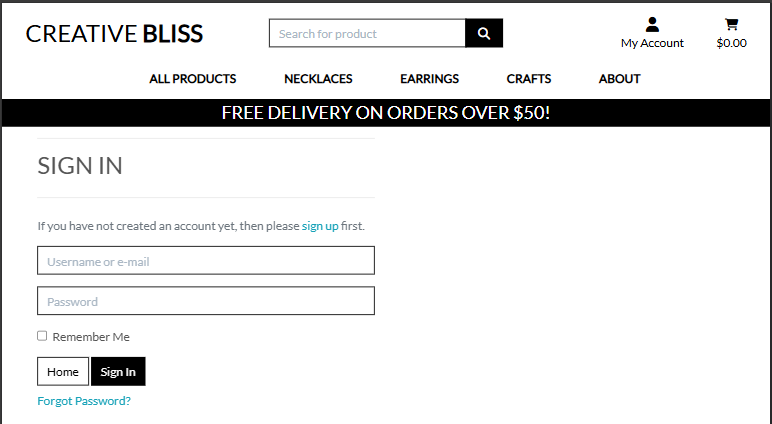 CREATIVE BLISS
Search for product
My Account
$0.00
ALL PRODUCTS NECKLACES EARRINGS CRAFTS ABOUT
FREE DELIVERY ON ORDERS OVER $50!
SIGN IN
If you have not created an account yet, then please sign up first.
Username or e-mail
Password
Remember Me
Home Sign In
Forgot Password?